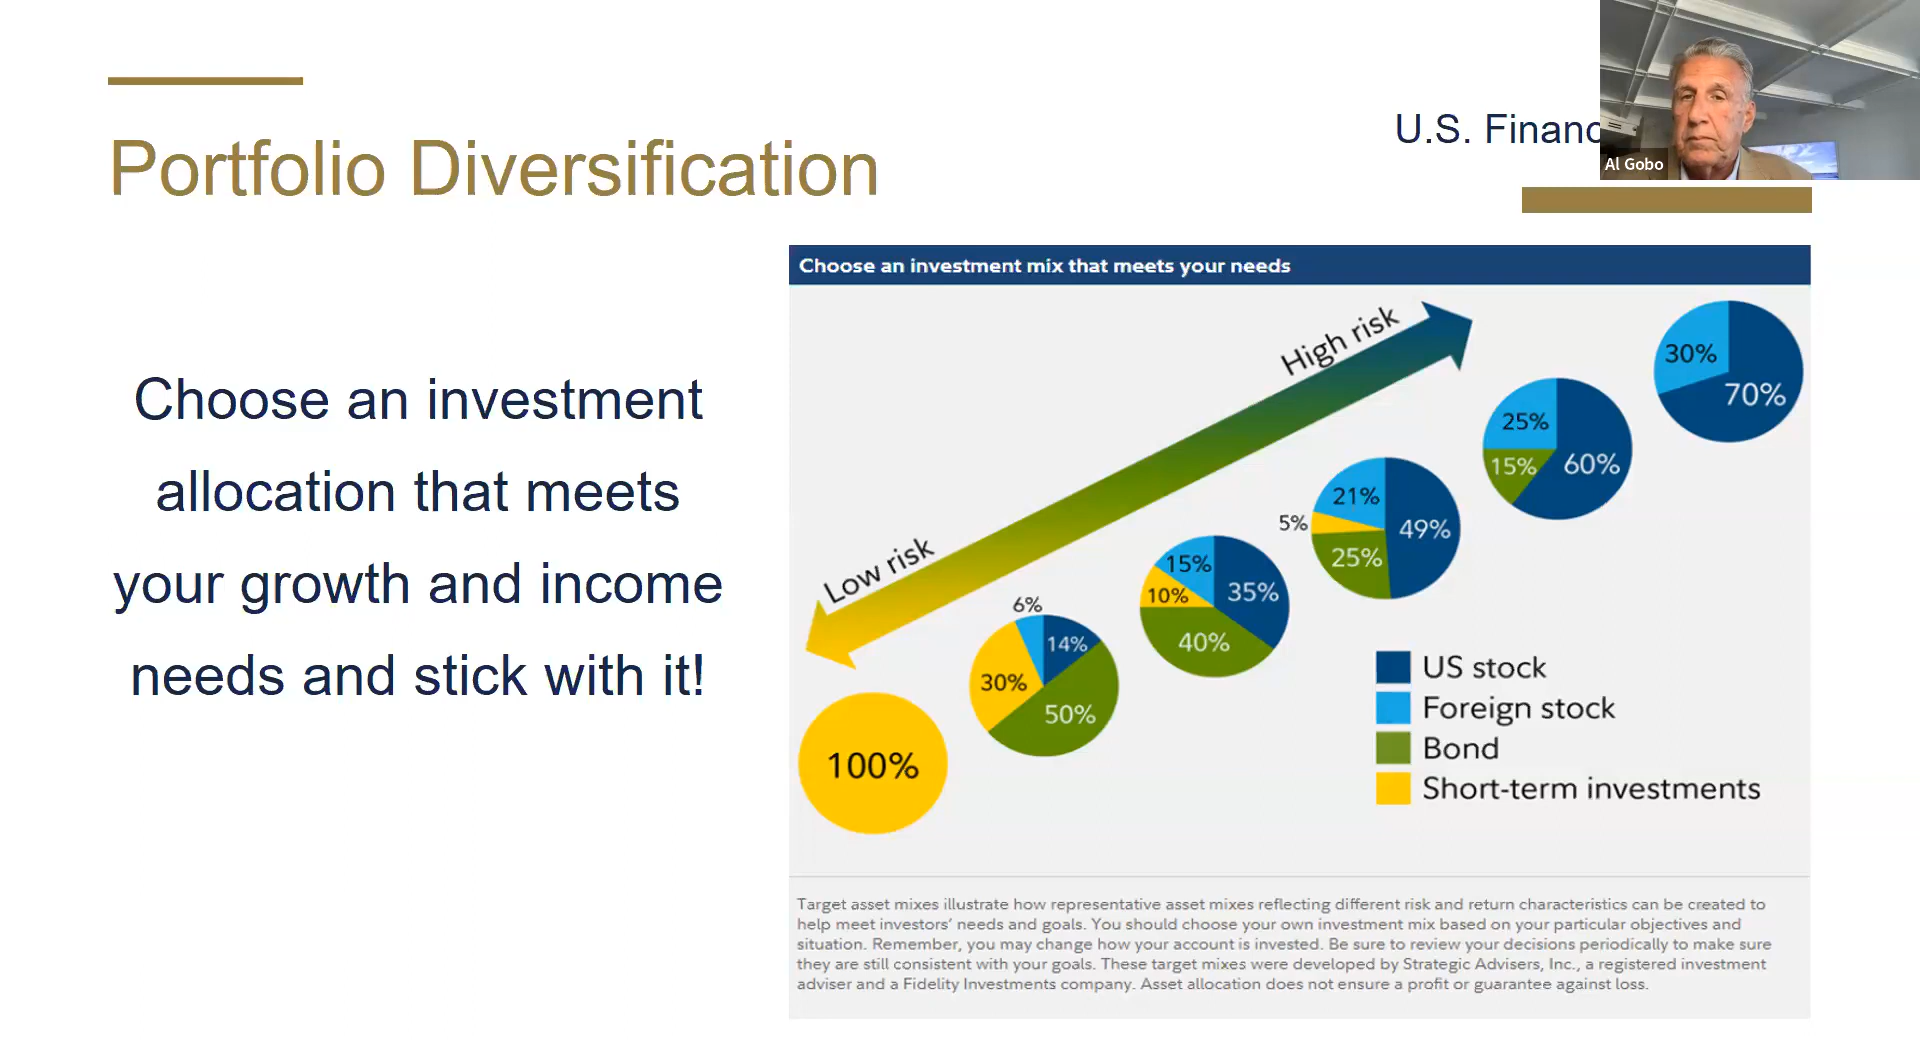 U.S. Financ
Al Gobo
Portfolio Diversification
Choose an investment
allocation that meets
your growth and income
needs and stick with it!
Choose an investment mix that meets your needs
Low risk
High risk
100%
6%
14%
30%
50%
15%
35%
10%
40%
21%
5%
49%
25%
25%
15%
60%
30%
70%
US stock
Foreign stock
Bond
Short-term investments
Target asset mixes illustrate how representative asset mixes reflecting different risk and return characteristics can be created to
help meet investors' needs and goals. You should choose your own investment mix based on your particular objectives and
situation. Remember, you may change how your account is invested. Be sure to review your decisions periodically to make sure
they are still consistent with your goals. These target mixes were developed by Strategic Advisers, Inc., a registered investment
adviser and a Fidelity Investments company. Asset allocation does not ensure a profit or guarantee against loss.